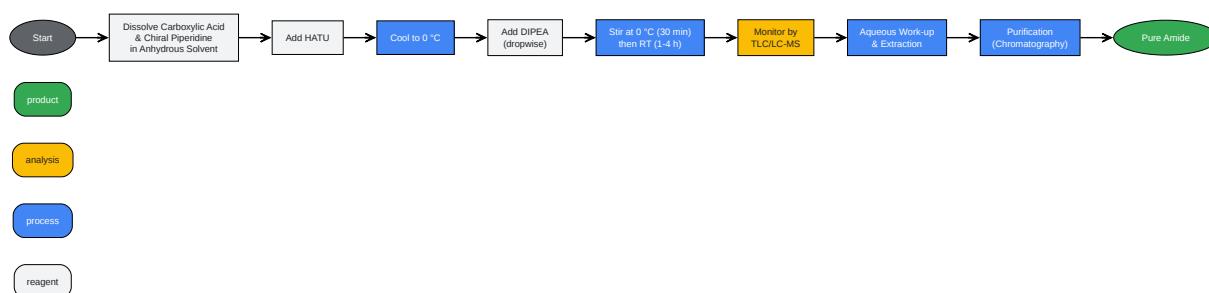 Start
Dissolve Carboxylic Acid
& Chiral Piperidine
in Anhydrous Solvent
Add HATU
Cool to 0 °C
Add DIPEA
(dropwise)
Stir at 0 °C (30 min)
then RT (1-4 h)
Monitor by
TLC/LC-MS
Aqueous Work-up
& Extraction
Purification
(Chromatography)
Pure Amide
product
analysis
process
reagent